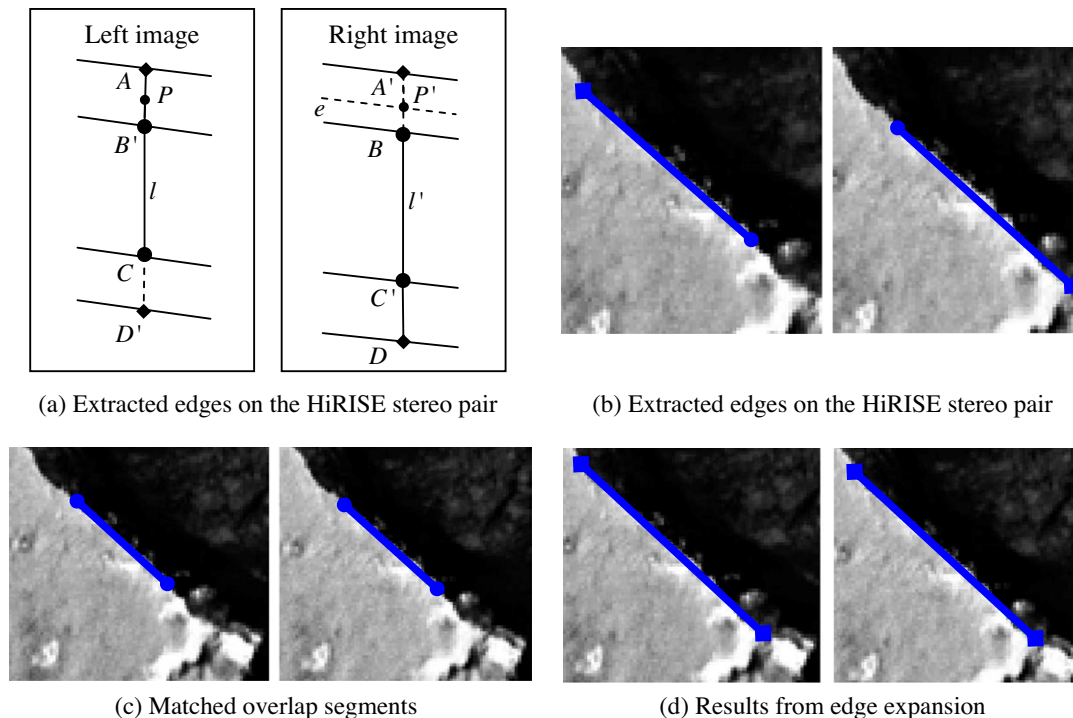 Left image
Right image
A
P
B'
l
C
D'
A'
P'
e
B
l'
C'
D
(a) Extracted edges on the HiRISE stereo pair
(b) Extracted edges on the HiRISE stereo pair
(c) Matched overlap segments
(d) Results from edge expansion